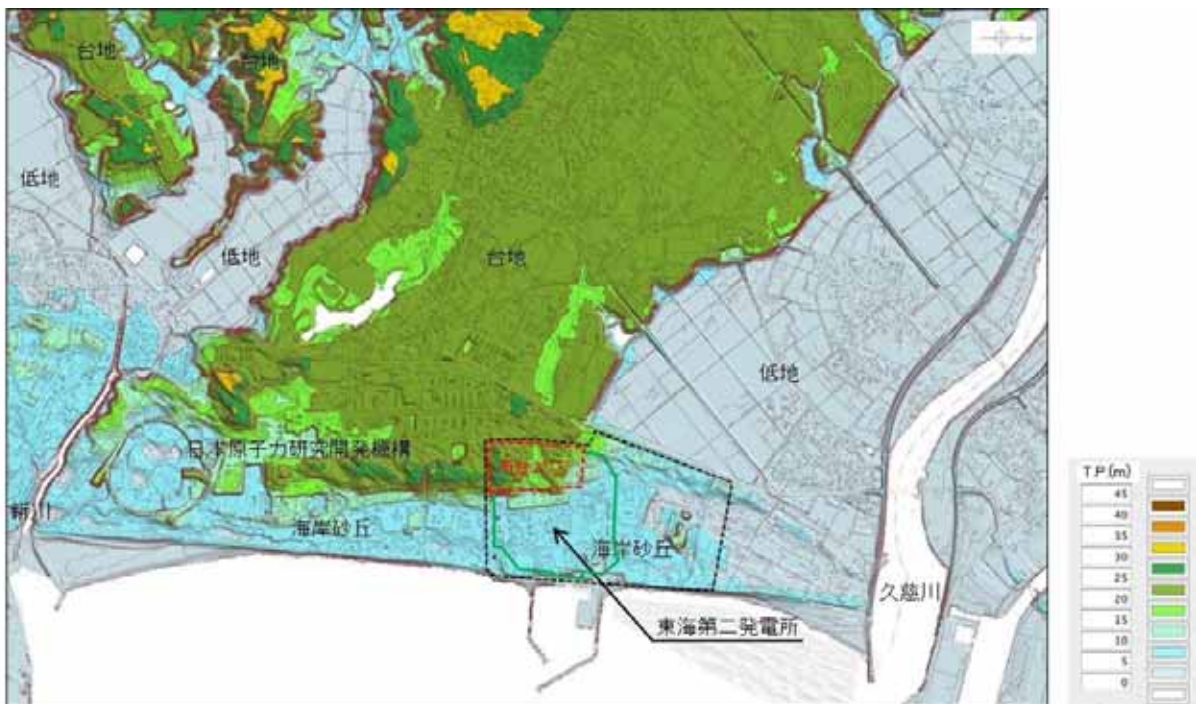 台地
台地
低地
低地
台地
低地
日本原子力研究開発機構
新川
海岸砂丘
海岸砂丘
久慈川
東海第二発電所
T P (m)
45
40
35
30
25
20
15
10
5
0